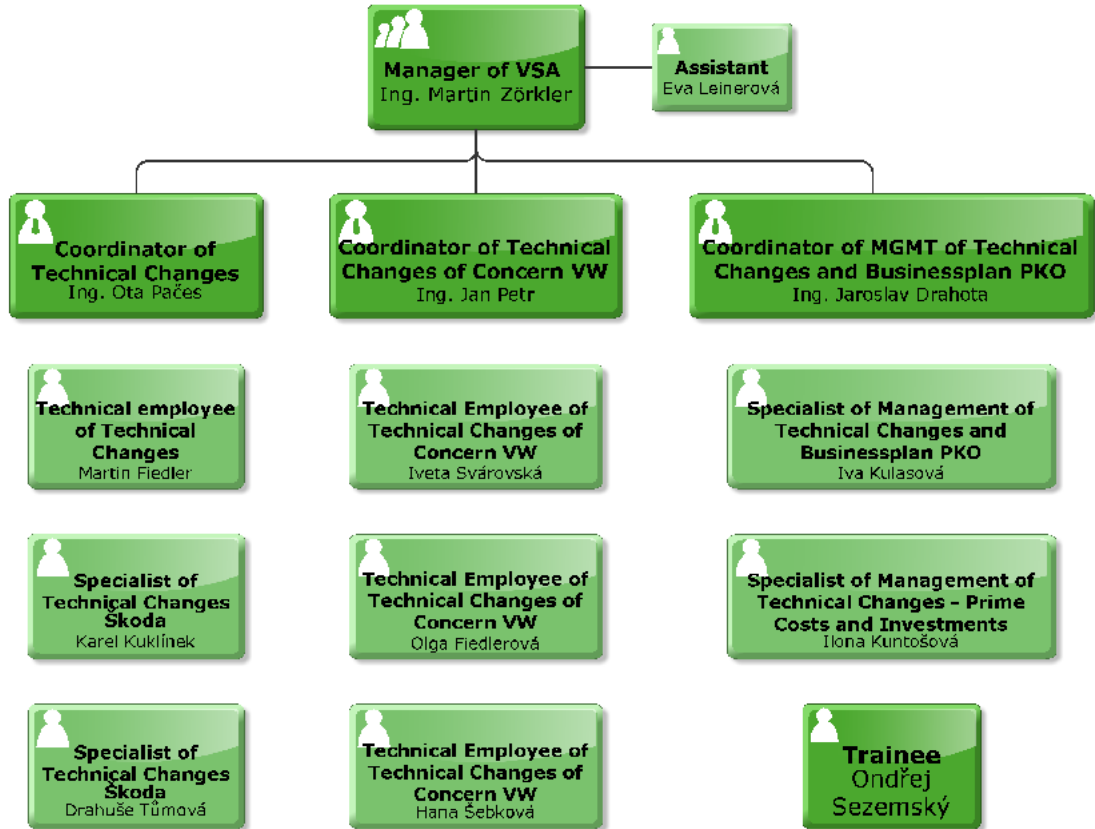 Manager of VSA
Ing. Martin Zörkler
Assistant
Eva Leinerová
Coordinator of
Technical Changes
Ing. Ota Pačes
Coordinator of Technical
Changes of Concern VW
Ing. Jan Petr
Coordinator of MGMT of Technical
Changes and Businessplan PKO
Ing. Jaroslav Drahota
Technical employee
of Technical
Changes
Martin Fiedler
Technical Employee of
Technical Changes of
Concern VW
Iveta Svárovská
Specialist of Management of
Technical Changes and
Businessplan PKO
Iva Kulasová
Specialist of
Technical Changes
Škoda
Karel Kuklínek
Technical Employee of
Technical Changes of
Concern VW
Olga Fiedlerová
Specialist of Management of
Technical Changes - Prime
Costs and Investments
Ilona Kuntošová
Specialist of
Technical Changes
Škoda
Drahuše Tůmová
Technical Employee of
Technical Changes of
Concern VW
Hana Šebková
Trainee
Ondřej
Sezemský